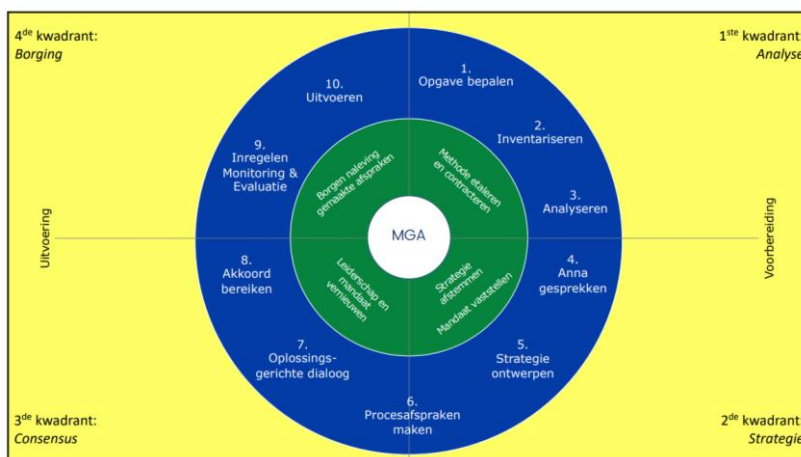 4de kwadrant:
Borging
1ste kwadrant:
Analyse
10.
Uitvoeren
1.
Opgave bepalen
2.
Inventariseren
3.
Analyseren
4.
Anna
gesprekken
5.
Strategie
ontwerpen
6.
Procesafspraken
maken
7.
Oplossings-
gerichte dialoog
8.
Akkoord
bereiken
9.
Inregelen
Monitoring &
Evaluatie
Borgen naleving
gemaakte afspraken
Methode etaleren
en contracteren
Strategie
afstemmen
Mandaat vaststellen
Leiderschap en
mandaat
vernieuwen
MGA
Uitvoering
Voorbereiding
3de kwadrant:
Consensus
2de kwadrant:
Strategie